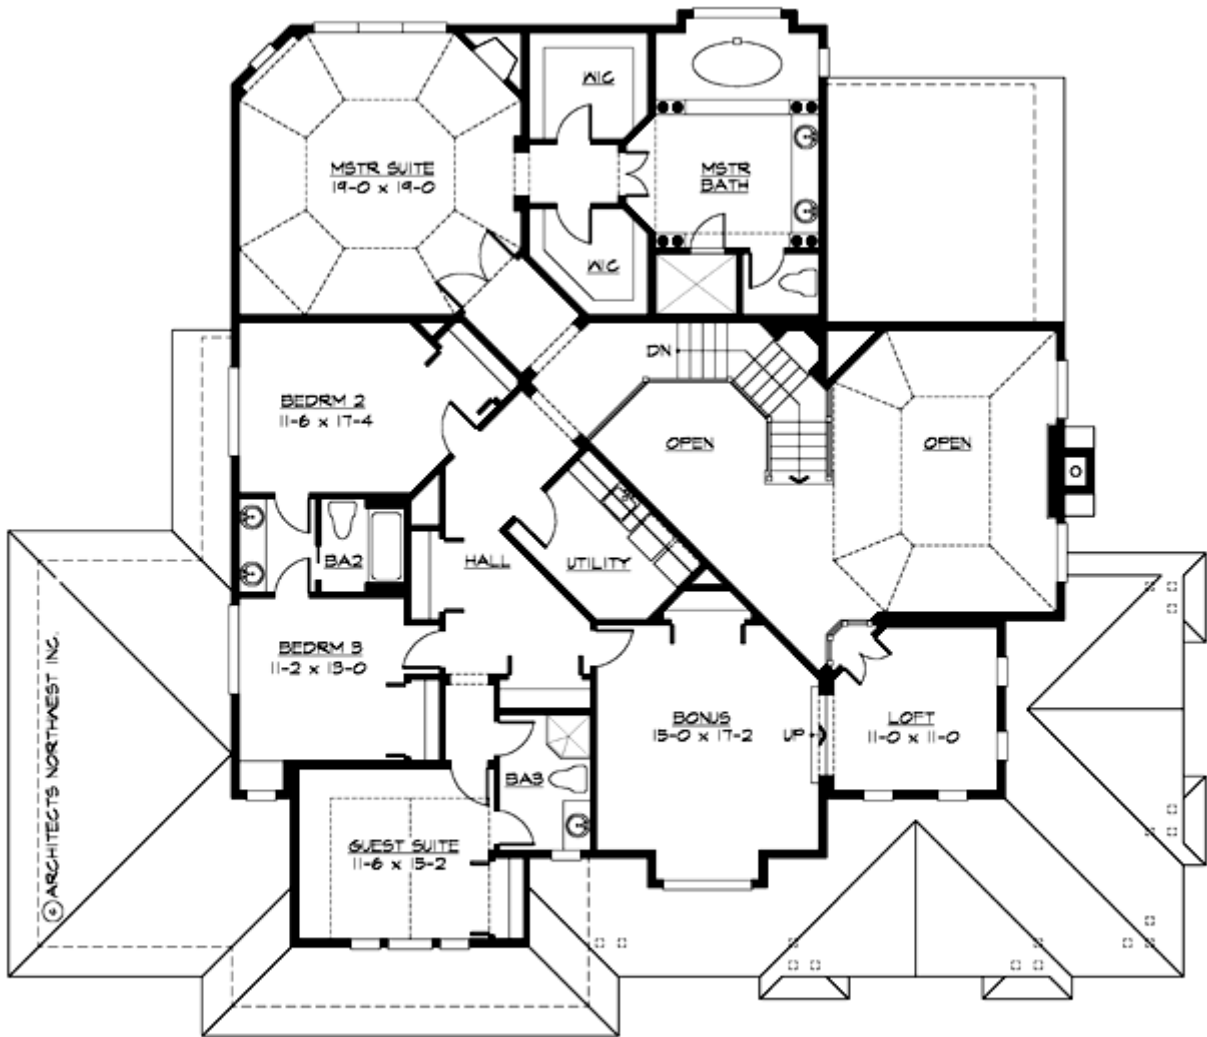 WIC
MSTR SUITE
19-0 x 19-0
MSTR
BATH
WIC
DN
BEDRM 2
11-6 x 17-4
OPEN
OPEN
BA2
HALL
UTILITY
BEDRM 3
11-2 x 13-0
BONUS
15-0 x 17-2
UP
LOFT
11-0 x 11-0
BA3
GUEST SUITE
11-6 x 15-2
© ARCHITECTS NORTHWEST INC.